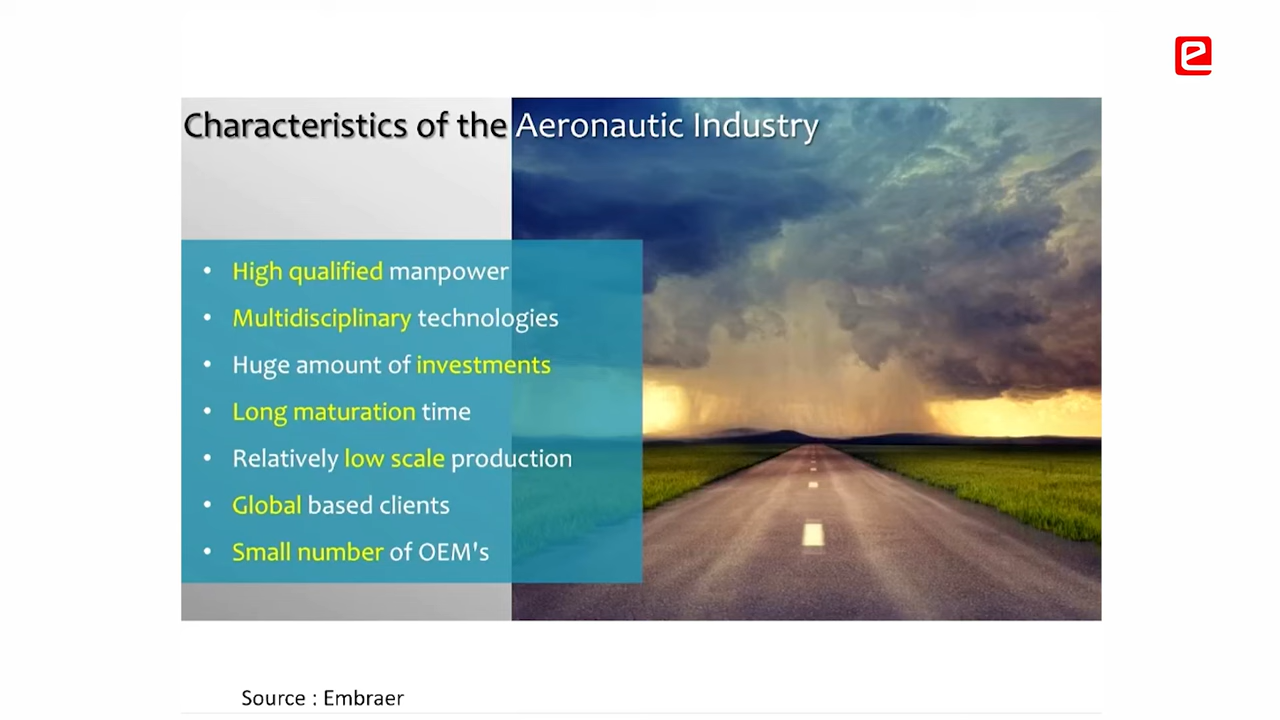 Characteristics of the Aeronautic Industry
• High qualified manpower
• Multidisciplinary technologies
• Huge amount of investments
• Long maturation time
• Relatively low scale production
• Global based clients
• Small number of OEM's
Source : Embraer